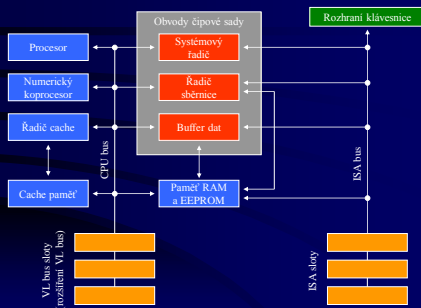 Obvody čipové sady
Rozhraní klávesnice
Procesor
Systémový
řadič
Numerický
koprocesor
Řadič
sběrnice
Řadič cache
Buffer dat
CPU bus
ISA bus
Cache paměť
Paměť RAM
a EEPROM
VL bus sloty
(rozšíření VL bus)
ISA sloty